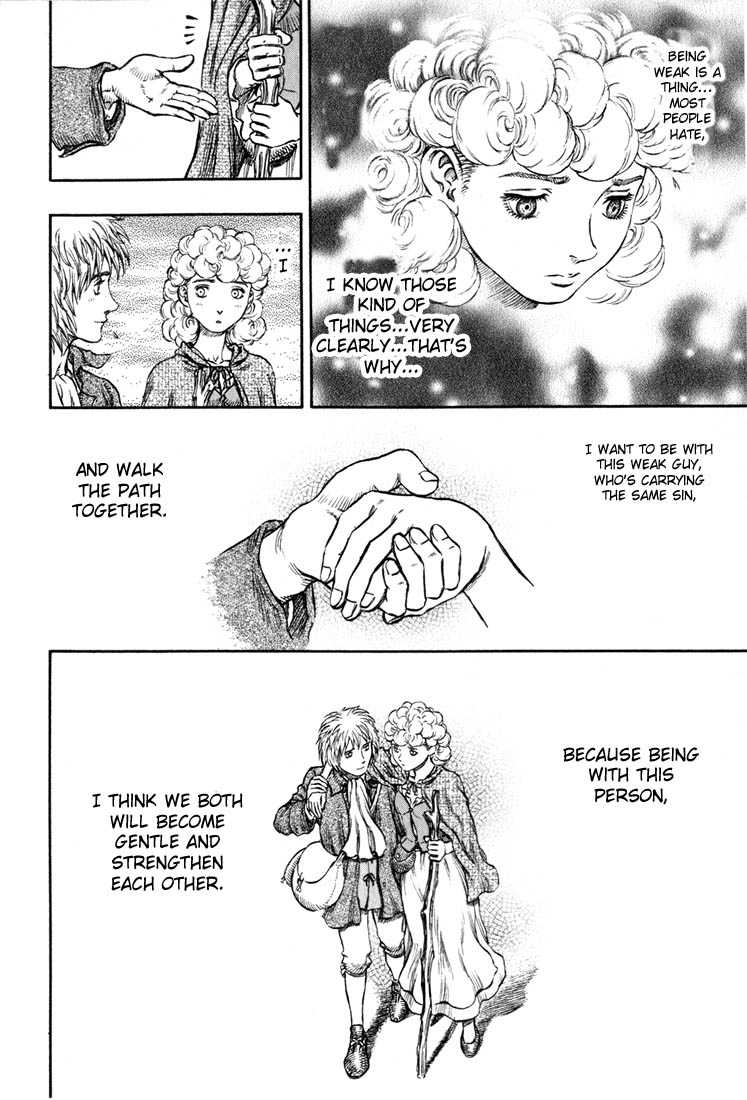 BEING
WEAK IS A
THING...
MOST
PEOPLE
HATE,
I KNOW THOSE
KIND OF
THINGS...VERY
CLEARLY...THAT'S
WHY...
...
I
I WANT TO BE WITH
THIS WEAK GUY,
WHO'S CARRYING
THE SAME SIN,
AND WALK
THE PATH
TOGETHER.
BECAUSE BEING
WITH THIS
PERSON,
I THINK WE BOTH
WILL BECOME
GENTLE AND
STRENGTHEN
EACH OTHER.